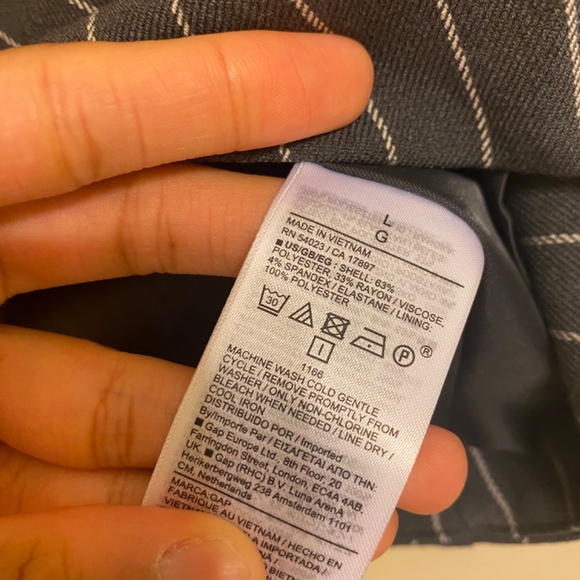 L
G
MADE IN VIETNAM
RN 54023 / CA 17897
■ US/GB/EG : SHELL: 63%
POLYESTER, 33% RAYON / VISCOSE,
4% SPANDEX / ELASTANE / LINING:
100% POLYESTER
30
P ®
I
1166
MACHINE WASH COLD GENTLE
CYCLE / REMOVE PROMPTLY FROM
WASHER / ONLY NON-CHLORINE
BLEACH WHEN NEEDED / LINE DRY /
COOL IRON
DISTRIBUIDO POR / Imported
By/Importe Par / ΕΙΣΑΓΕΤΑΙ ΑΠΟ ΤΗΝ:
■ Gap Europe Ltd. 8th Floor, 20
Farringdon Street, London, EC4A 4AB,
UK. ■ Gap (RHC) B.V. Luna Arena
Herikerbergweg 238 Amsterdam 1101
CM, Netherlands
MARCA:GAP
FABRIQUÉ AU VIETNAM / HECHO EN
IMPORTADA /